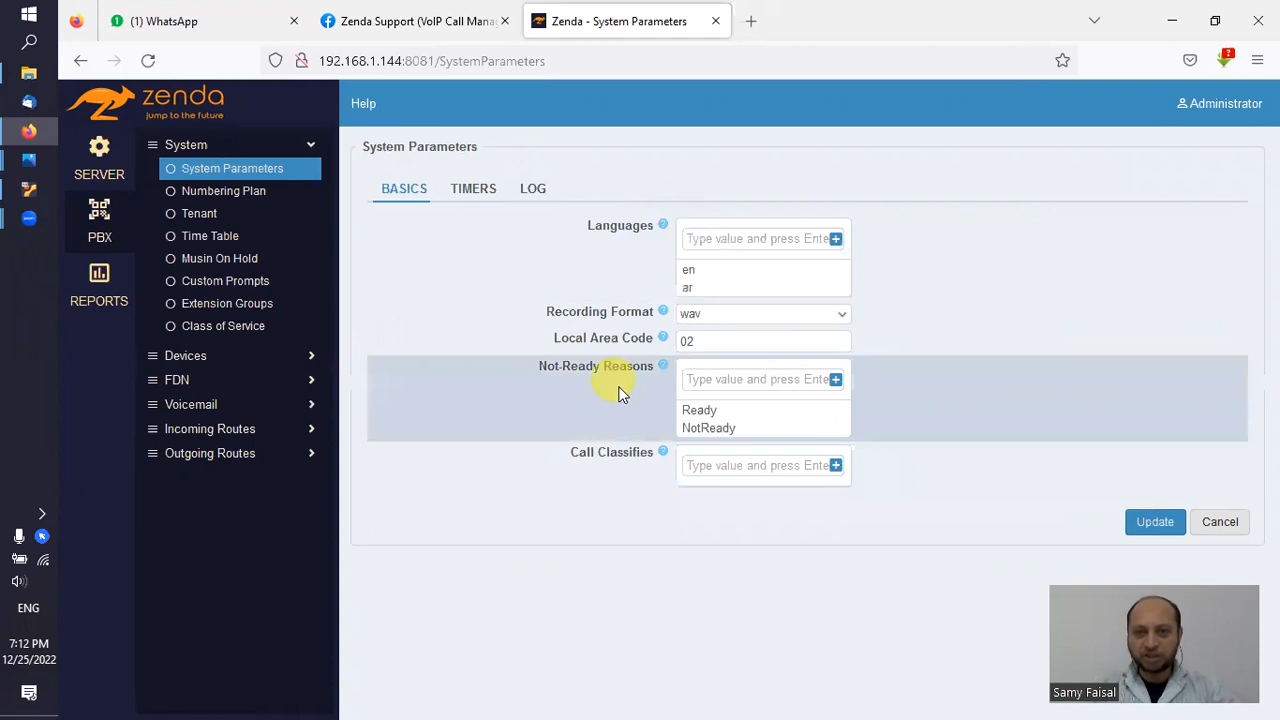 (1) WhatsApp
Zenda Support (VoIP Call Mana
Zenda - System Parameters
192.168.1.144:8081/SystemParameters
?
zenda
jump to the future
Help
Administrator
SERVER
PBX
REPORTS
System
System Parameters
Numbering Plan
Tenant
Time Table
Musin On Hold
Custom Prompts
Extension Groups
Class of Service
Devices
FDN
Voicemail
Incoming Routes
Outgoing Routes
System Parameters
BASICS TIMERS LOG
Languages ?
Type value and press Ente
en
ar
Recording Format ? wav
Local Area Code ? 02
Not-Ready Reasons ?
Type value and press Ente
Ready
NotReady
Call Classifies ?
Type value and press Ente
Update Cancel
Samy Faisal
ENG
7:12 PM
12/25/2022